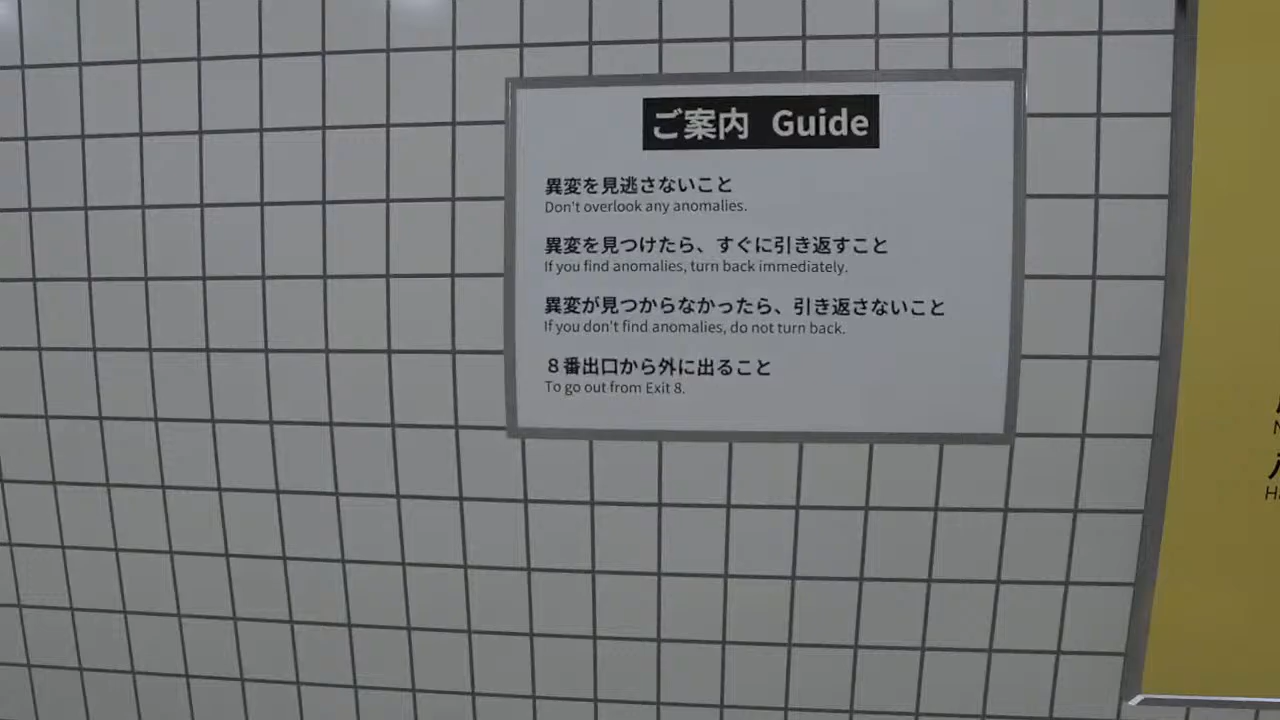 ご案内 Guide
異変を見逃さないこと
Don't overlook any anomalies.
異変を見つけたら、すぐに引き返すこと
If you find anomalies, turn back immediately.
異変が見つからなかったら、引き返さないこと
If you don't find anomalies, do not turn back.
８番出口から外に出ること
To go out from Exit 8.